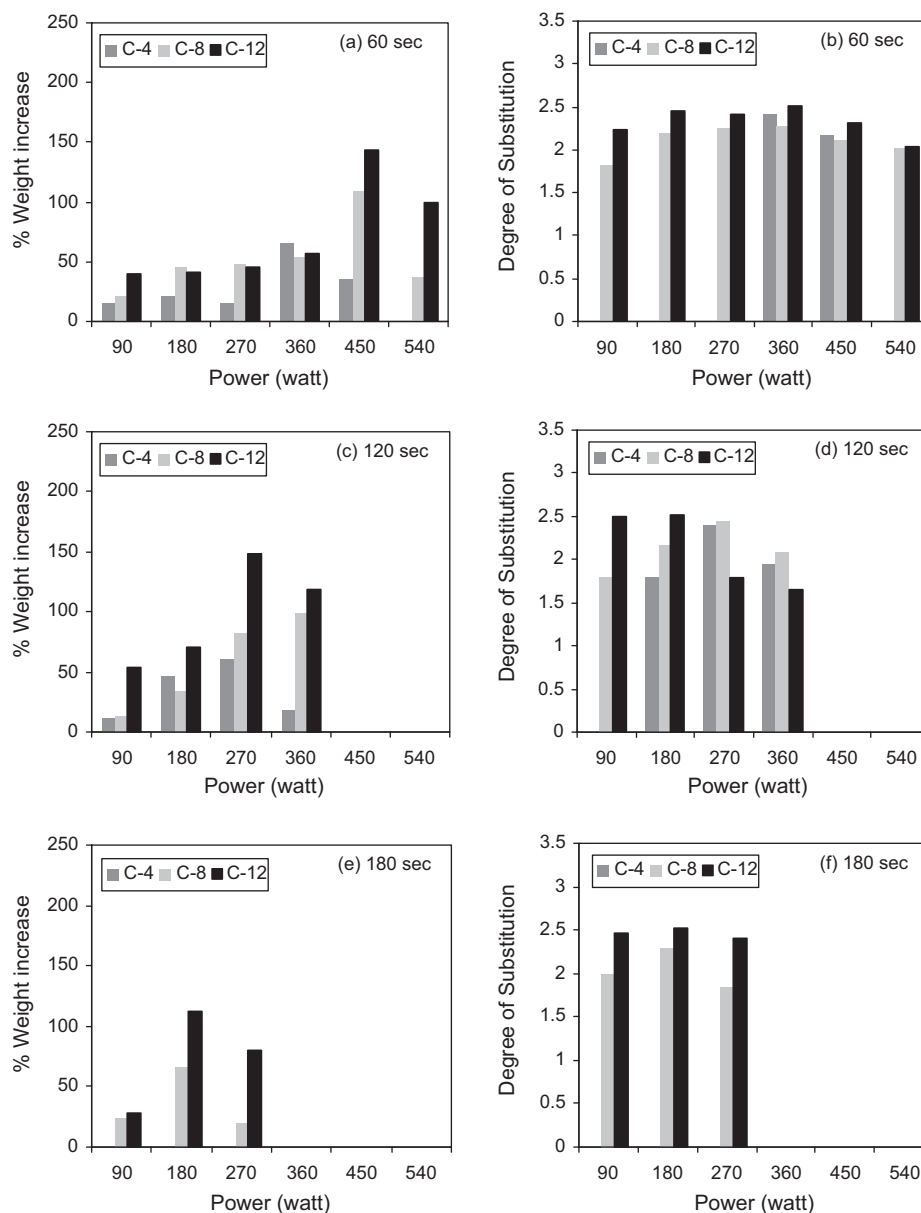 (a) 60 sec
C-4 C-8 C-12
% Weight increase
250
200
150
100
50
0
90 180 270 360 450 540
Power (watt)
(b) 60 sec
C-4 C-8 C-12
Degree of Substitution
3.5
3
2.5
2
1.5
1
0.5
0
90 180 270 360 450 540
Power (watt)
(c) 120 sec
C-4 C-8 C-12
% Weight increase
250
200
150
100
50
0
90 180 270 360 450 540
Power (watt)
(d) 120 sec
C-4 C-8 C-12
Degree of Substitution
3.5
3
2.5
2
1.5
1
0.5
0
90 180 270 360 450 540
Power (watt)
(e) 180 sec
C-4 C-8 C-12
% Weight increase
250
200
150
100
50
0
90 180 270 360 450 540
Power (watt)
(f) 180 sec
C-4 C-8 C-12
Degree of Substitution
3.5
3
2.5
2
1.5
1
0.5
0
90 180 270 360 450 540
Power (watt)